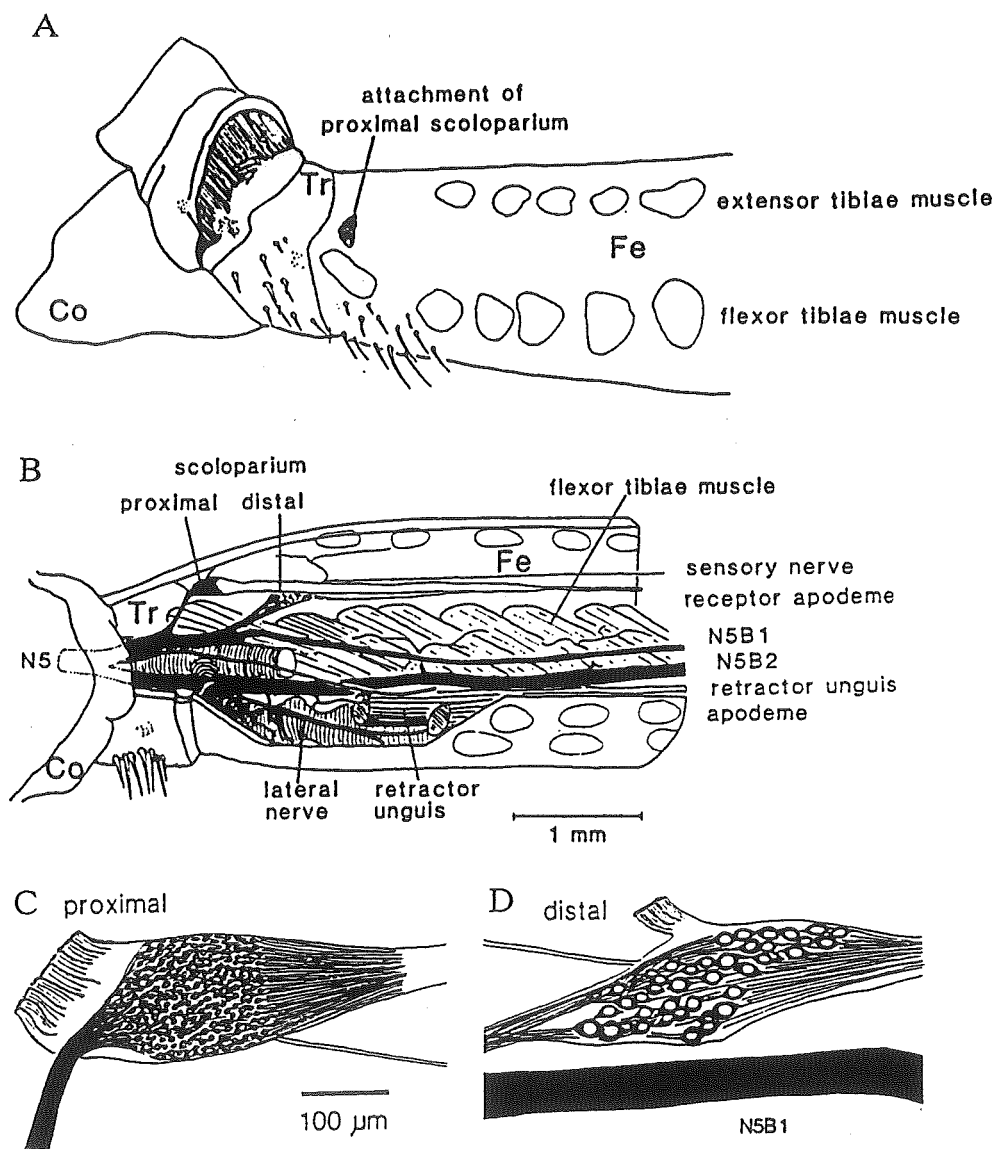 A
attachment of
proximal scoloparium
Tr
extensor tibiae muscle
Fe
Co
flexor tibiae muscle
B
scoloparium
proximal distal
flexor tibiae muscle
Fe
sensory nerve
receptor apodeme
Tr
N5B1
N5
N5B2
retractor unguis
apodeme
Co
lateral
nerve
retractor
unguis
1 mm
C proximal
D distal
100 µm
N5B1